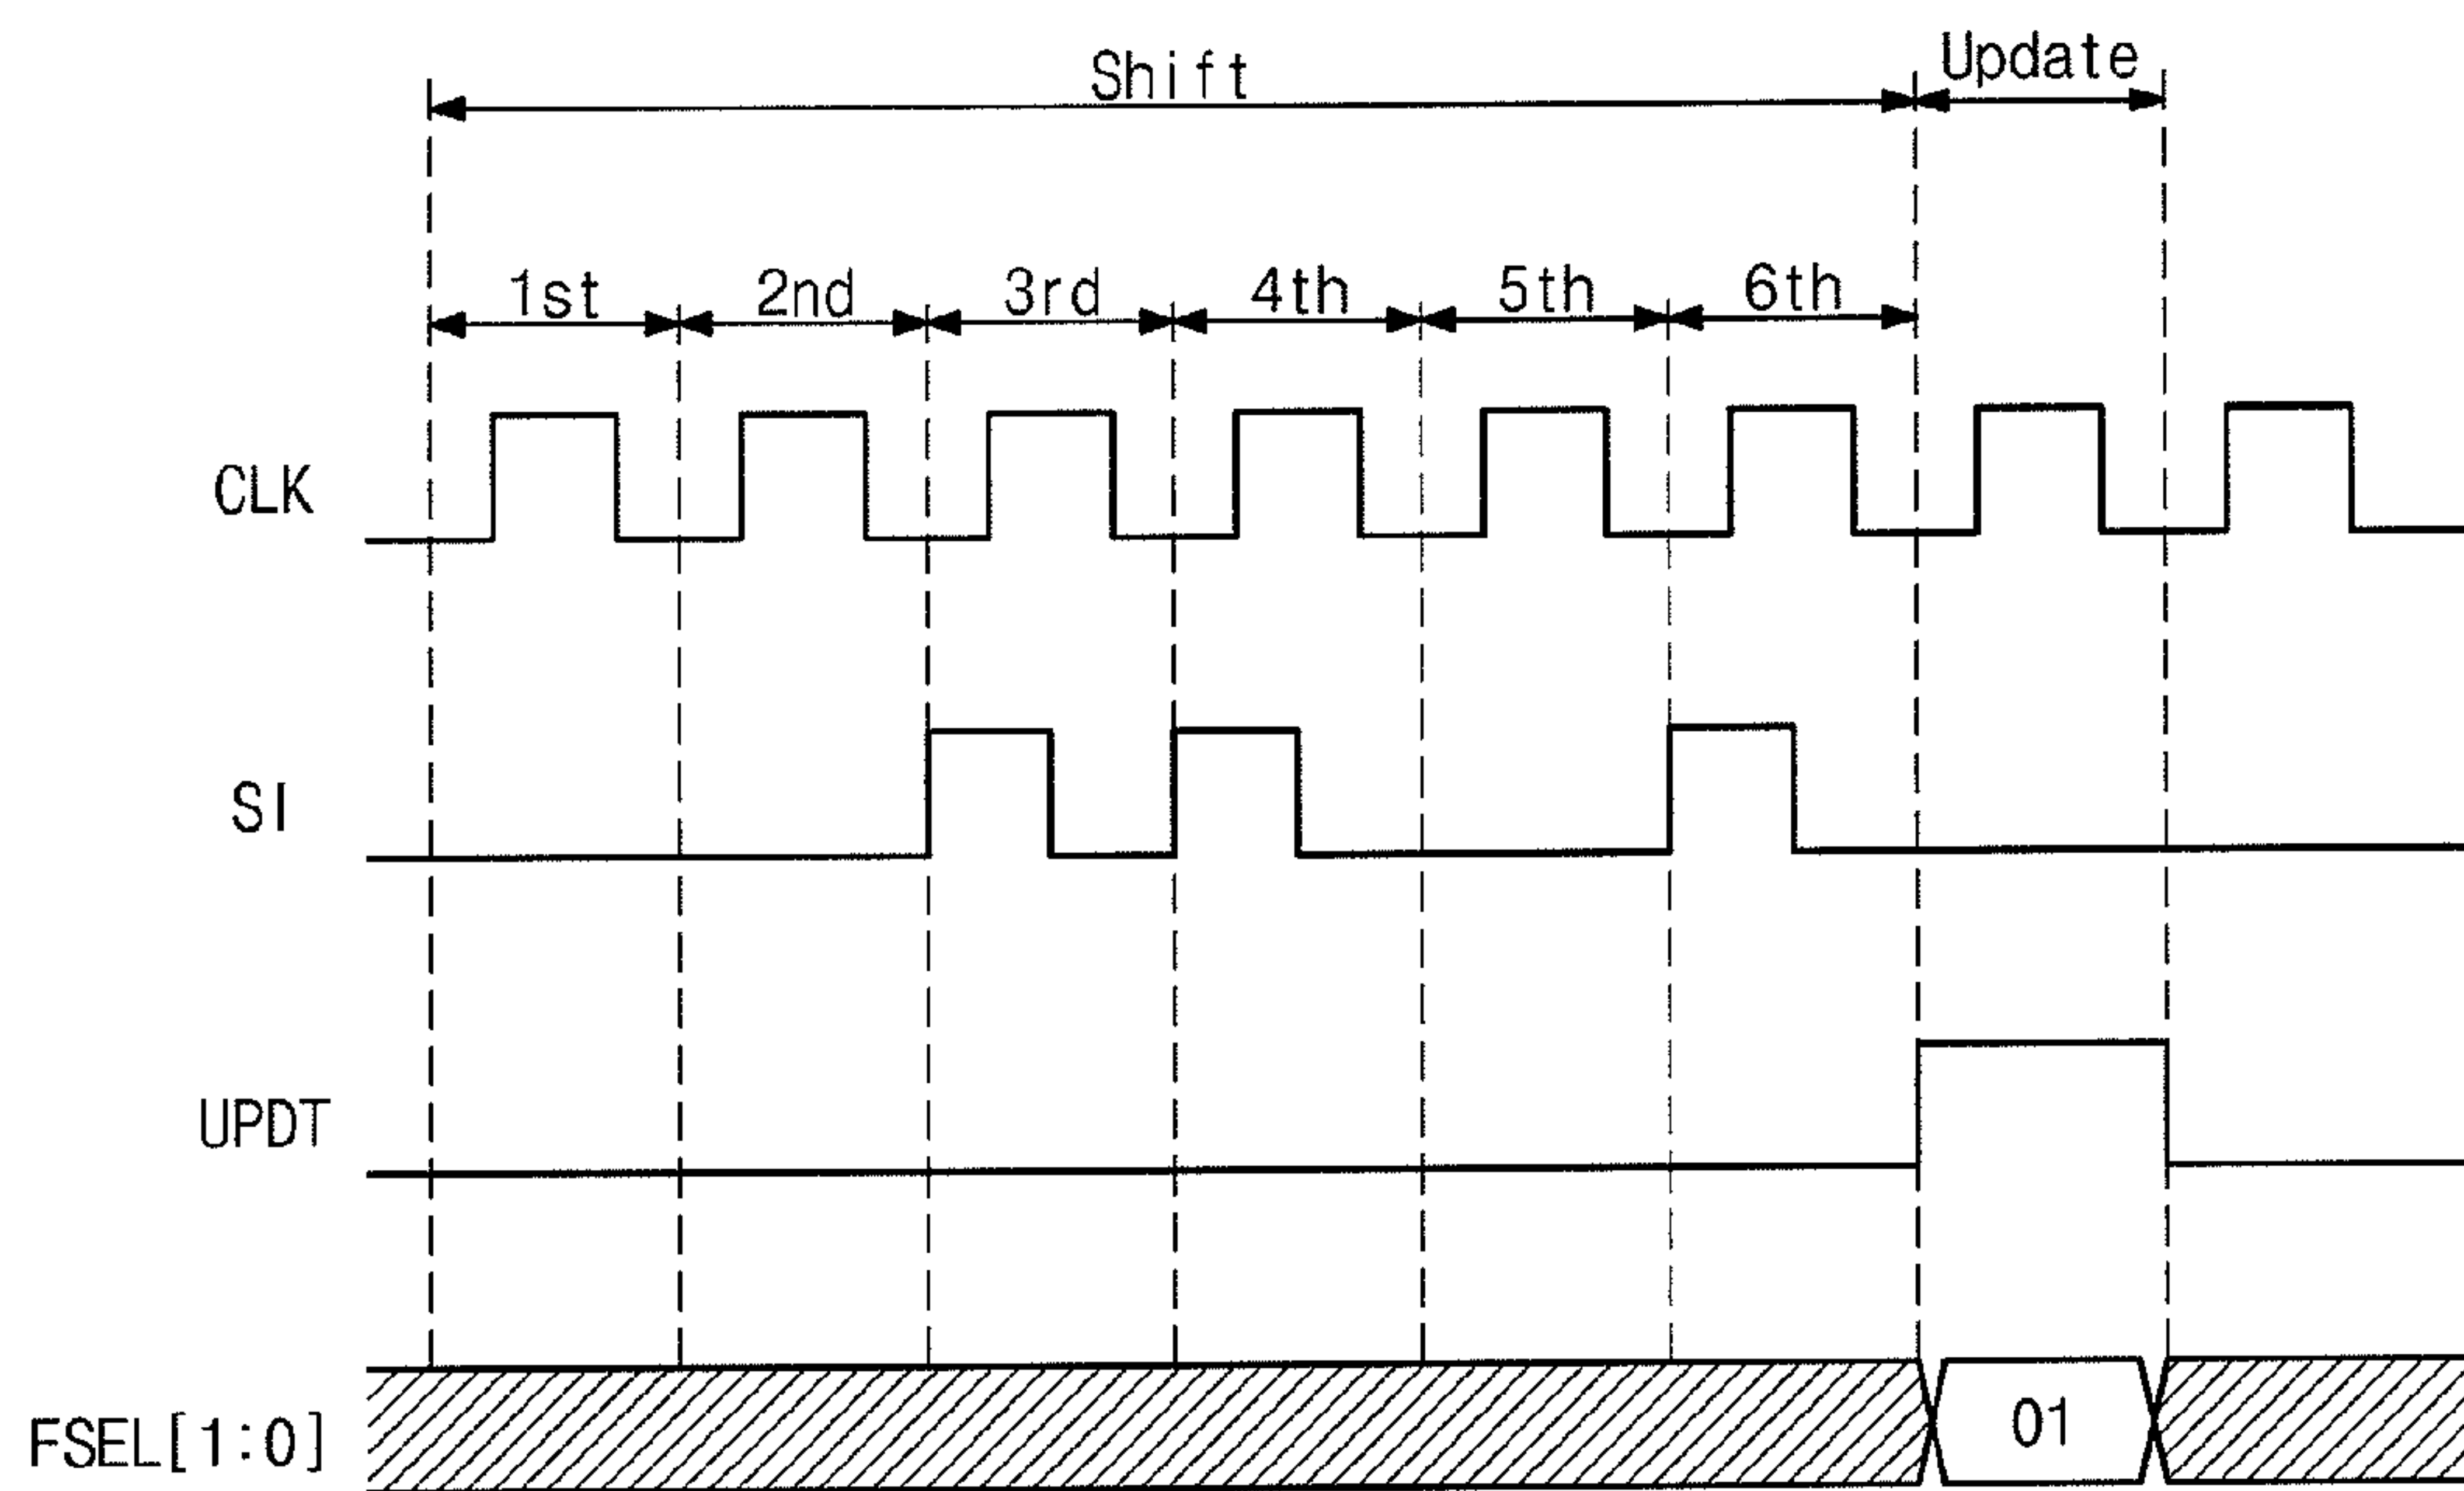 Shift Update
1st 2nd 3rd 4th 5th 6th
CLK
SI
UPDT
FSEL[1:0] 01